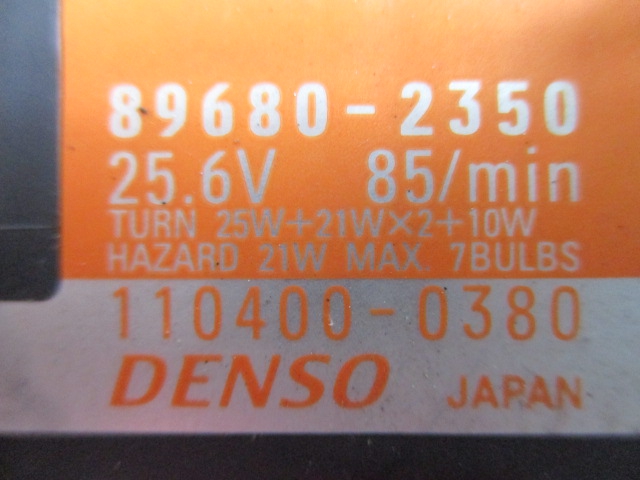 89680-2350
25.6V 85/min
TURN 25W+21W×2+10W
HAZARD 21W MAX. 7BULBS
110400-0380
DENSO JAPAN